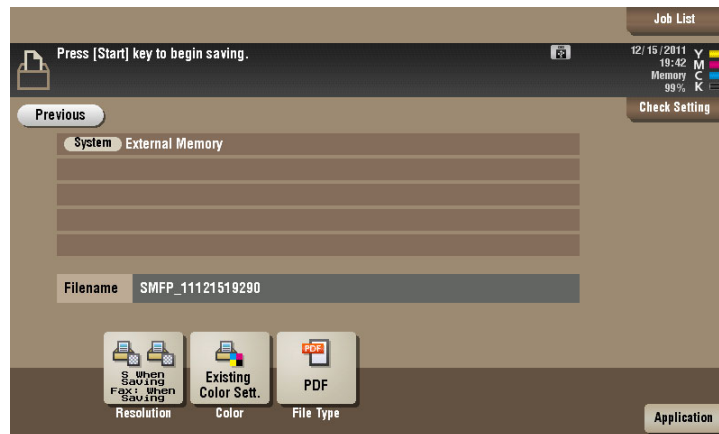 Job List
Press [Start] key to begin saving.
12/15/2011
19:42
Memory
99%
Y
M
C
K
Previous
Check Setting
System External Memory
Filename SMFP_11121519290
S When
Saving
Fax: When
Saving
Resolution
Existing
Color Sett.
Color
PDF
PDF
File Type
Application